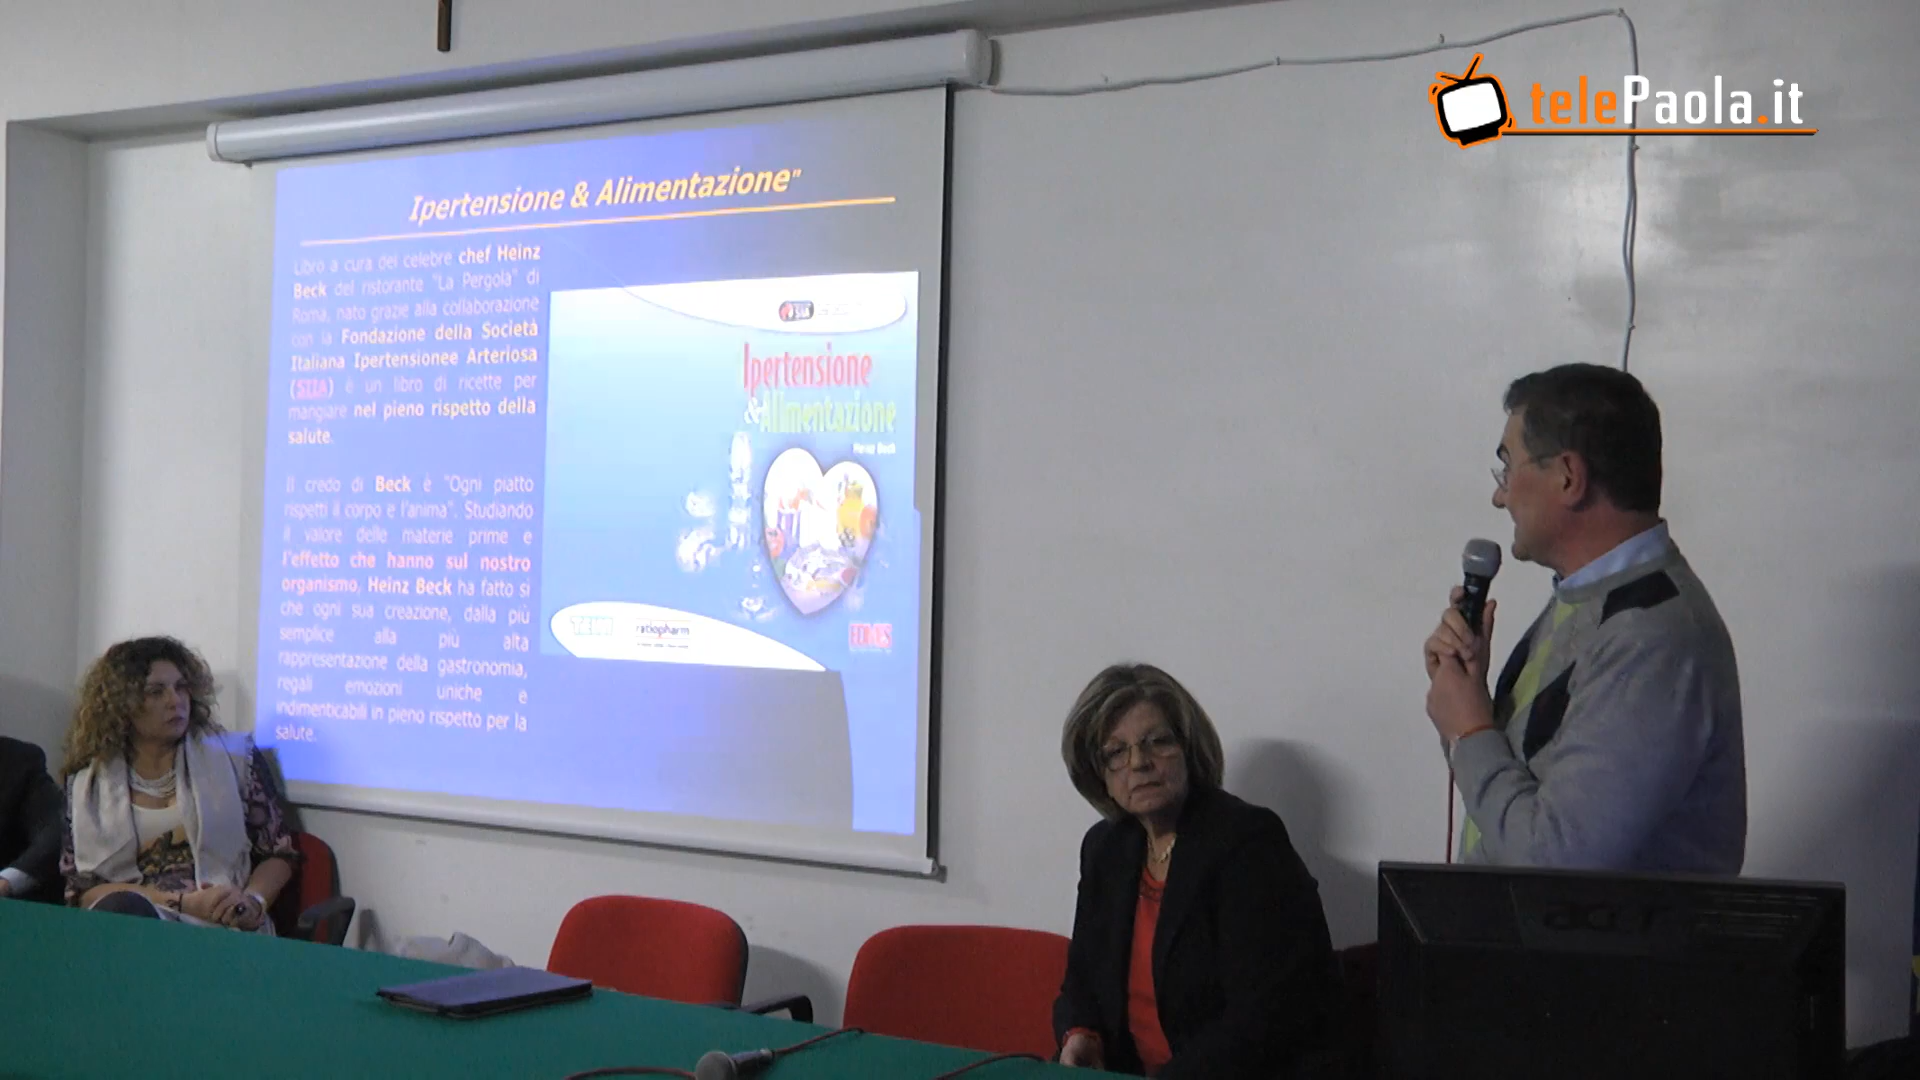 telePaola.it
Ipertensione & Alimentazione"
Libro a cura del celebre chef Heinz
Beck del ristorante "La Pergola" di
Roma, nato grazie alla collaborazione
con la Fondazione della Società
Italiana Ipertensionee Arteriosa
(SIIA) è un libro di ricette per
mangiare nel pieno rispetto della
salute.
Il credo di Beck è "Ogni piatto
rispetti il corpo e l'anima". Studiando
il valore delle materie prime e
l'effetto che hanno sul nostro
organismo, Heinz Beck ha fatto sì
che ogni sua creazione, dalla più
semplice alla più alta
rappresentazione della gastronomia,
regali emozioni uniche e
indimenticabili in pieno rispetto per la
salute.
Ipertensione
&Alimentazione
Heinz Beck
ratiopharm
acer